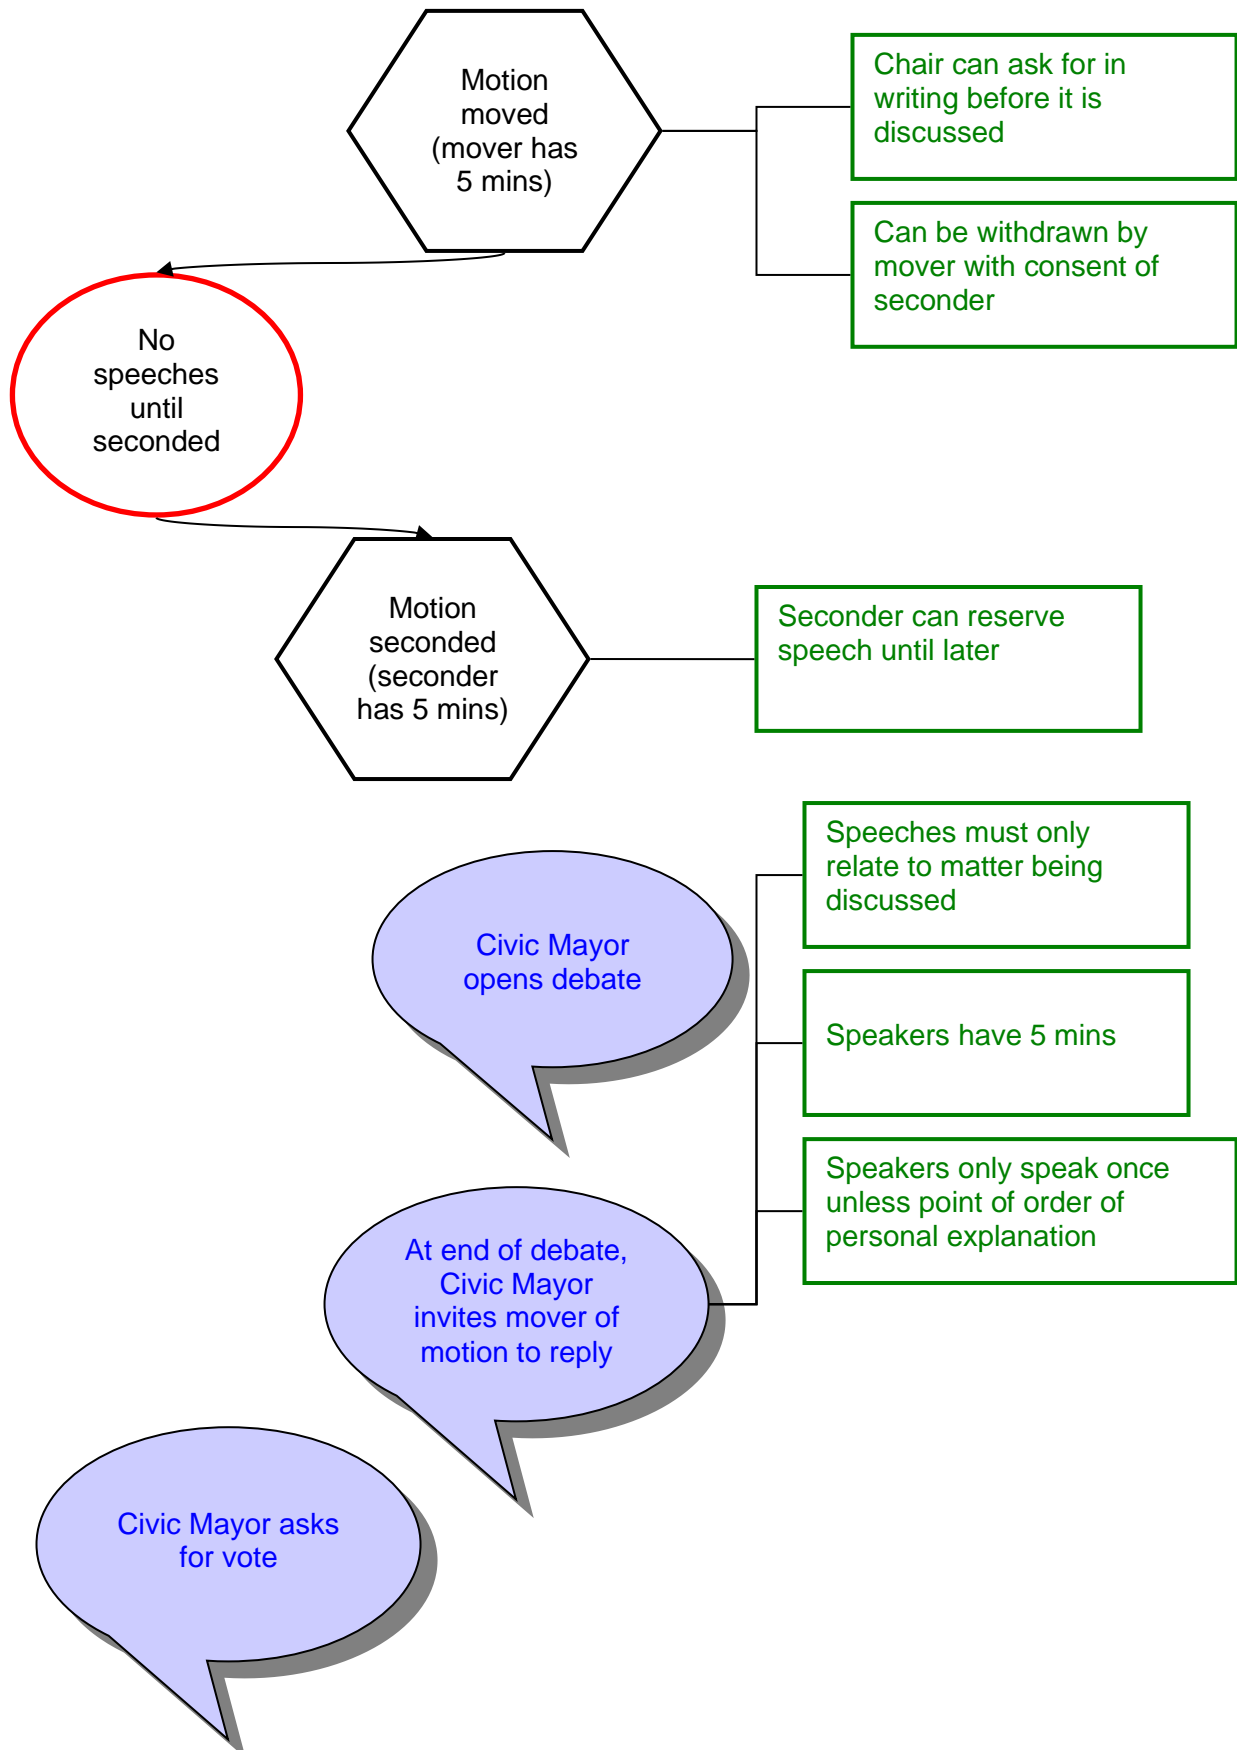 Motion
moved
(mover has
5 mins)
Chair can ask for in
writing before it is
discussed
Can be withdrawn by
mover with consent of
seconder
No
speeches
until
seconded
Motion
seconded
(seconder
has 5 mins)
Seconder can reserve
speech until later
Civic Mayor
opens debate
Speeches must only
relate to matter being
discussed
Speakers have 5 mins
Speakers only speak once
unless point of order of
personal explanation
At end of debate,
Civic Mayor
invites mover of
motion to reply
Civic Mayor asks
for vote